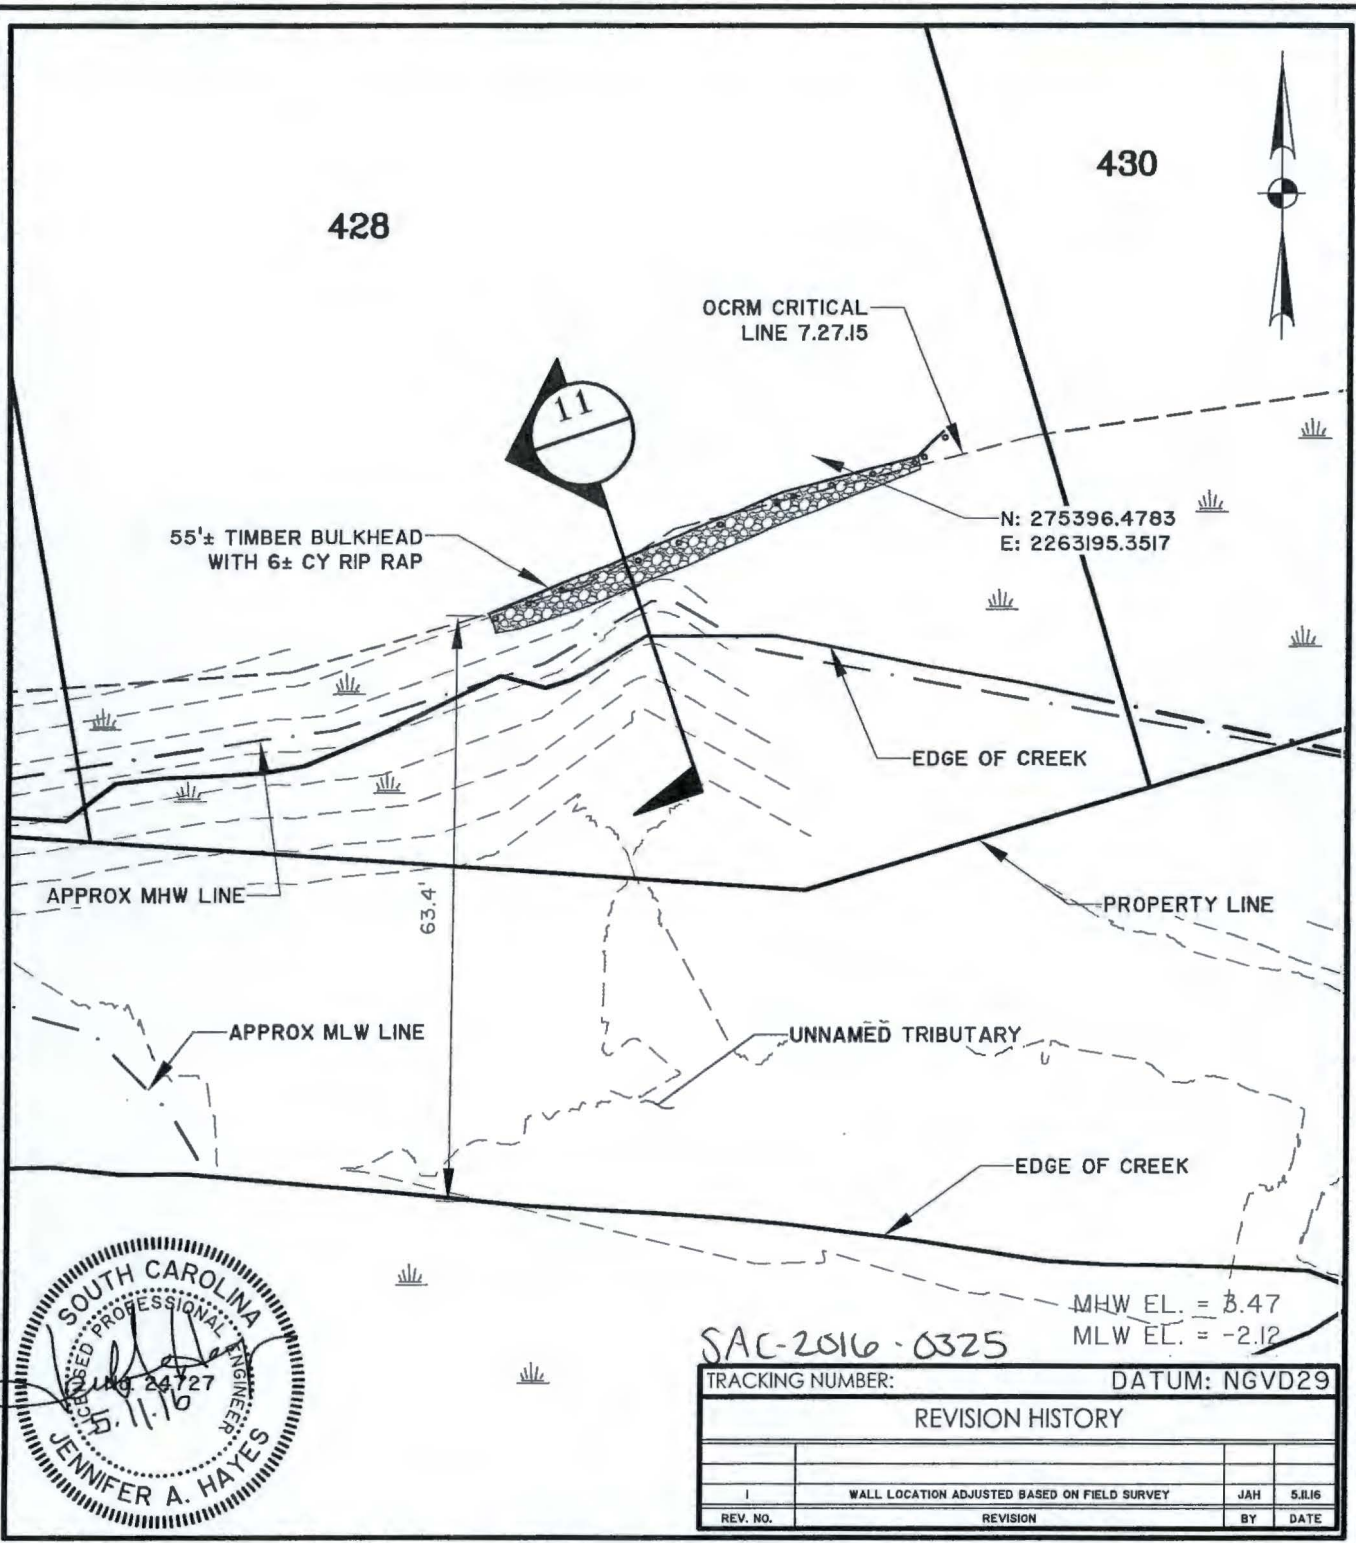 430
428
OCRM CRITICAL
LINE 7.27.15
11
N: 275396.4783
E: 2263195.3517
55'± TIMBER BULKHEAD
WITH 6± CY RIP RAP
EDGE OF CREEK
APPROX MHW LINE
63.4'
PROPERTY LINE
APPROX MLW LINE
UNNAMED TRIBUTARY
EDGE OF CREEK
MHW EL. = 3.47
MLW EL. = -2.12
SOUTH CAROLINA
LICENSED PROFESSIONAL ENGINEER
No. 24727
5.11.16
JENNIFER A. HAYES
SAC-2016-0325
TRACKING NUMBER: DATUM: NGVD29
REVISION HISTORY
1 WALL LOCATION ADJUSTED BASED ON FIELD SURVEY JAH 5.11.16
REV. NO. REVISION BY DATE